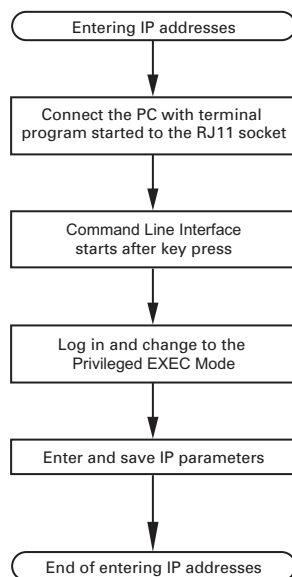 Entering IP addresses
Connect the PC with terminal
program started to the RJ11 socket
Command Line Interface
starts after key press
Log in and change to the
Privileged EXEC Mode
Enter and save IP parameters
End of entering IP addresses